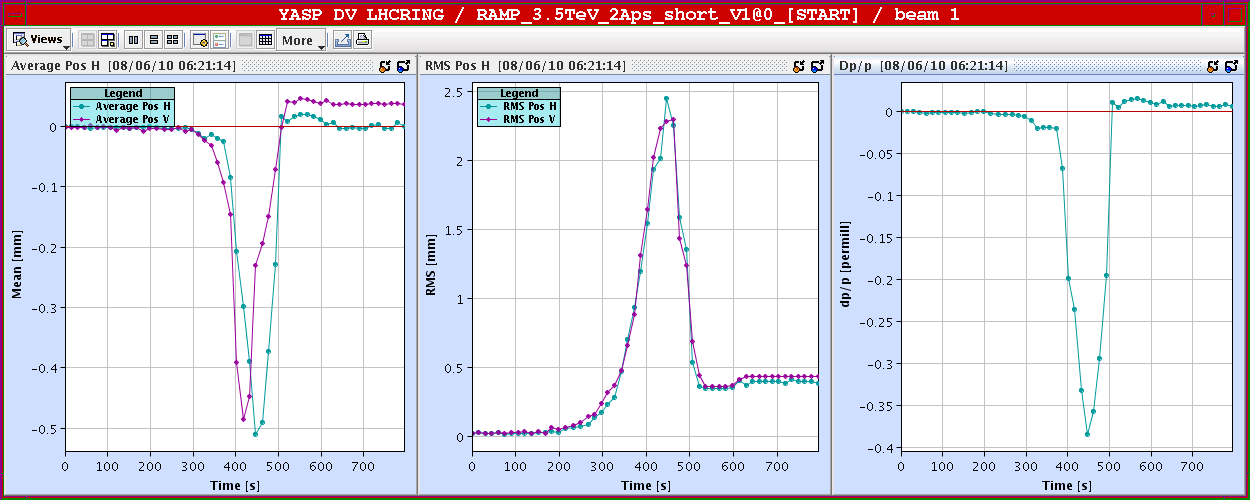 YASP DV LHCRING / RAMP_3.5TeV_2Aps_short_V1@0_[START] / beam 1
Views More
Average Pos H [08/06/10 06:21:14]
Legend
Average Pos H
Average Pos V
0
-0.1
-0.2
-0.3
-0.4
-0.5
Mean [mm]
0 100 200 300 400 500 600 700
Time [s]
RMS Pos H [08/06/10 06:21:14]
Legend
RMS Pos H
RMS Pos V
2.5
2
1.5
1
0.5
0
RMS [mm]
0 100 200 300 400 500 600 700
Time [s]
Dp/p [08/06/10 06:21:14]
0
-0.05
-0.1
-0.15
-0.2
-0.25
-0.3
-0.35
-0.4
dp/p [permill]
0 100 200 300 400 500 600 700
Time [s]